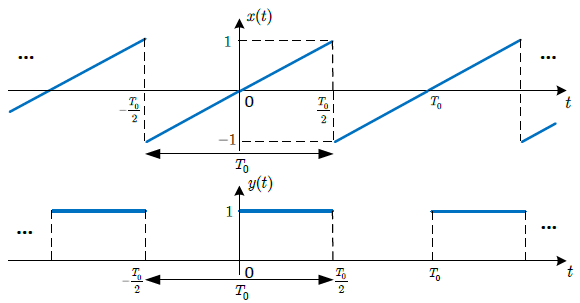 x(t)
1
...
...
-T₀/2
0
T₀/2
T₀
t
-1
T₀
y(t)
1
...
...
-T₀/2
0
T₀/2
T₀
t
T₀